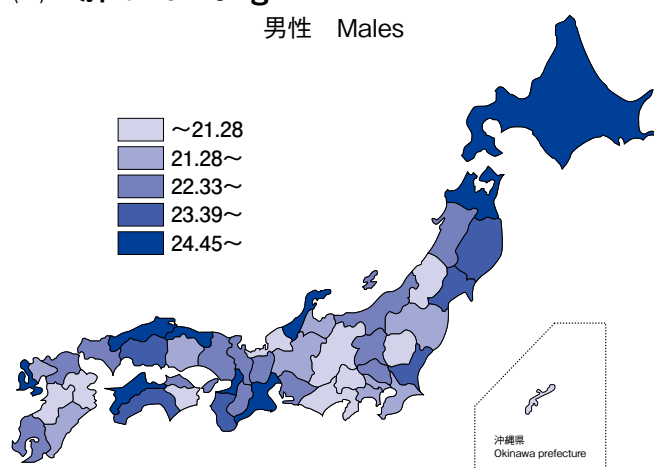 男性 Males
～21.28
21.28～
22.33～
23.39～
24.45～
沖縄県
Okinawa prefecture